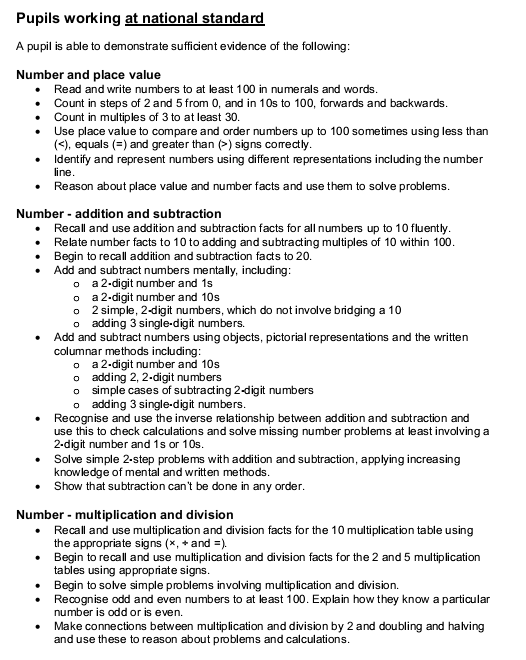 Pupils working at national standard
A pupil is able to demonstrate sufficient evidence of the following:
Number and place value
• Read and write numbers to at least 100 in numerals and words.
• Count in steps of 2 and 5 from 0, and in 10s to 100, forwards and backwards.
• Count in multiples of 3 to at least 30.
• Use place value to compare and order numbers up to 100 sometimes using less than
(<), equals (=) and greater than (>) signs correctly.
• Identify and represent numbers using different representations including the number
line.
• Reason about place value and number facts and use them to solve problems.
Number - addition and subtraction
• Recall and use addition and subtraction facts for all numbers up to 10 fluently.
• Relate number facts to 10 to adding and subtracting multiples of 10 within 100.
• Begin to recall addition and subtraction facts to 20.
• Add and subtract numbers mentally, including:
o a 2-digit number and 1s
o a 2-digit number and 10s
o 2 simple, 2-digit numbers, which do not involve bridging a 10
o adding 3 single-digit numbers.
• Add and subtract numbers using objects, pictorial representations and the written
columnar methods including:
o a 2-digit number and 10s
o adding 2, 2-digit numbers
o simple cases of subtracting 2-digit numbers
o adding 3 single-digit numbers.
• Recognise and use the inverse relationship between addition and subtraction and
use this to check calculations and solve missing number problems at least involving a
2-digit number and 1s or 10s.
• Solve simple 2-step problems with addition and subtraction, applying increasing
knowledge of mental and written methods.
• Show that subtraction can't be done in any order.
Number - multiplication and division
• Recall and use multiplication and division facts for the 10 multiplication table using
the appropriate signs (×, ÷ and =).
• Begin to recall and use multiplication and division facts for the 2 and 5 multiplication
tables using appropriate signs.
• Begin to solve simple problems involving multiplication and division.
• Recognise odd and even numbers to at least 100. Explain how they know a particular
number is odd or is even.
• Make connections between multiplication and division by 2 and doubling and halving
and use these to reason about problems and calculations.